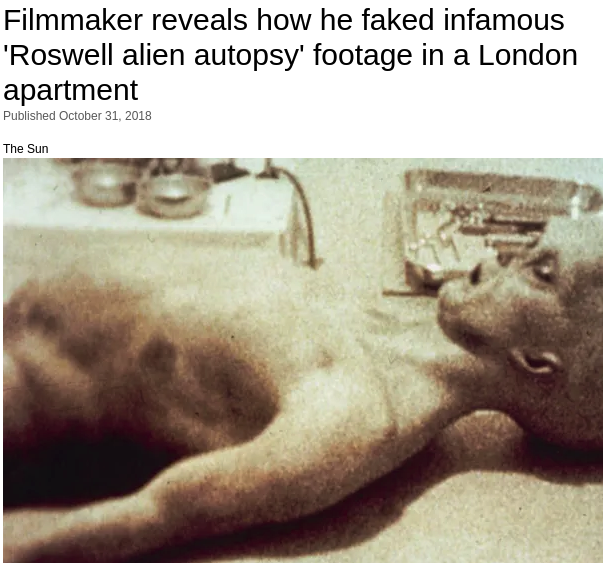 Filmmaker reveals how he faked infamous
'Roswell alien autopsy' footage in a London
apartment
Published October 31, 2018
The Sun